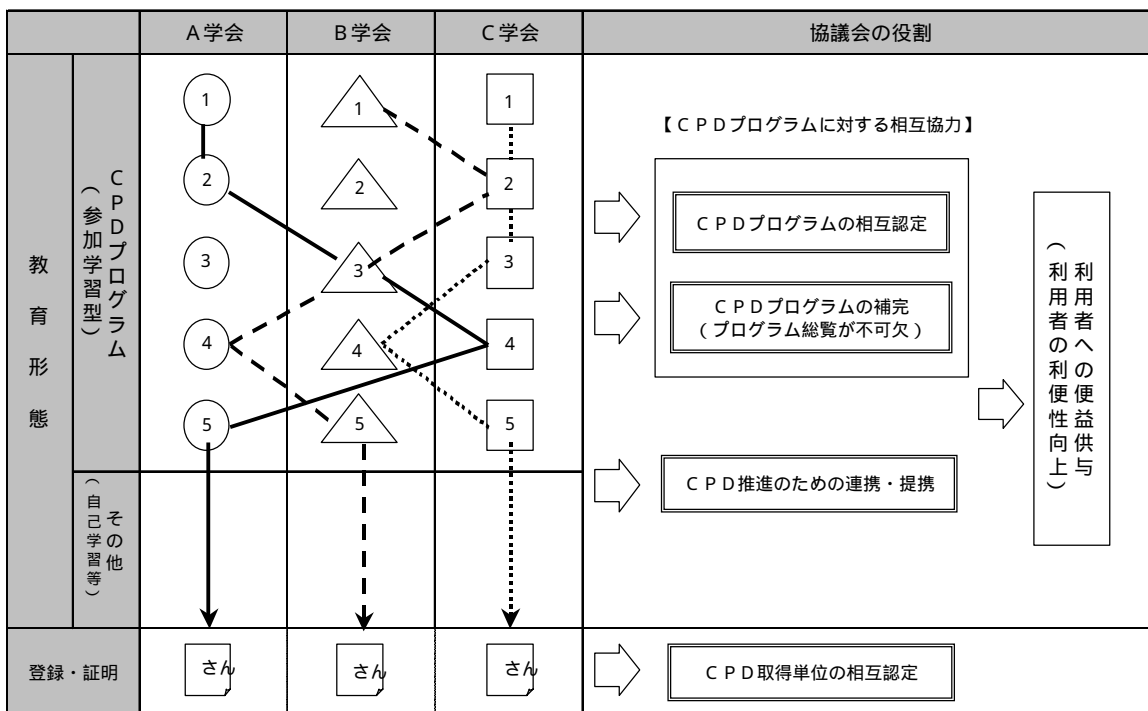 A学会 B学会 C学会 協議会の役割
教育形態
CPDプログラム
(参加学習型)
1 1 1
2 2 2
3 3 3
4 4 4
5 5 5
【CPDプログラムに対する相互協力】
CPDプログラムの相互認定
CPDプログラムの補完
(プログラム総覧が不可欠)
利用者への便益供与
(利用者の利便性向上)
その他
(自己学習等)
CPD推進のための連携・提携
登録・証明
さん さん さん
CPD取得単位の相互認定